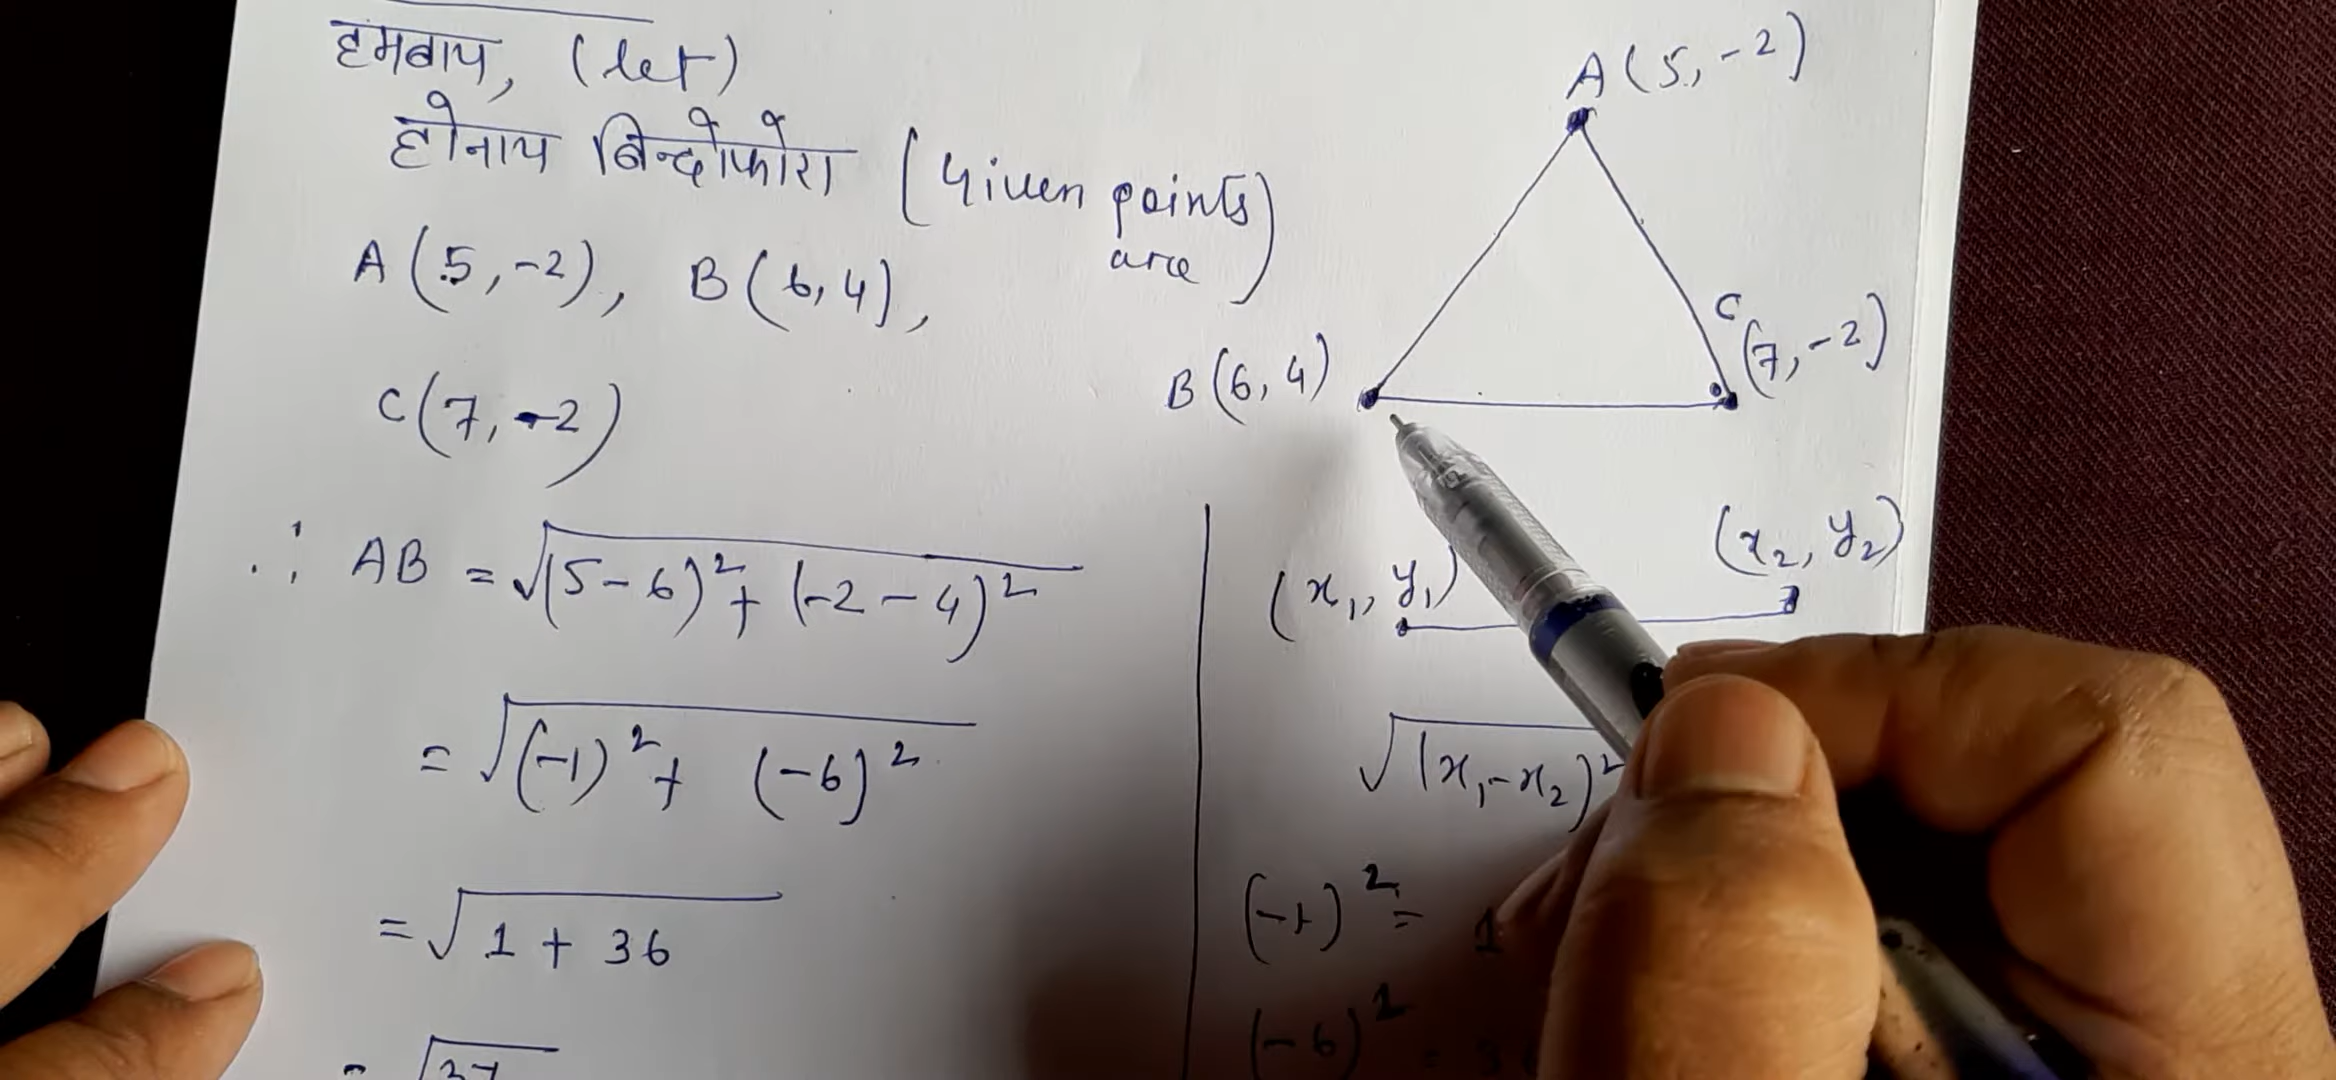 हमबाय, (let)
होनाय बिन्दोफोरा (Given points are)
A(5,-2), B(6,4),
C(7,-2)
∴ AB = √(5-6)² + (-2-4)²
= √(-1)² + (-6)²
= √1 + 36
= √37
A(5,-2)
B(6,4)
C(7,-2)
(x₁, y₁)
(x₂, y₂)
√(x₁-x₂)²
(-1)² = 1
(-6)² =